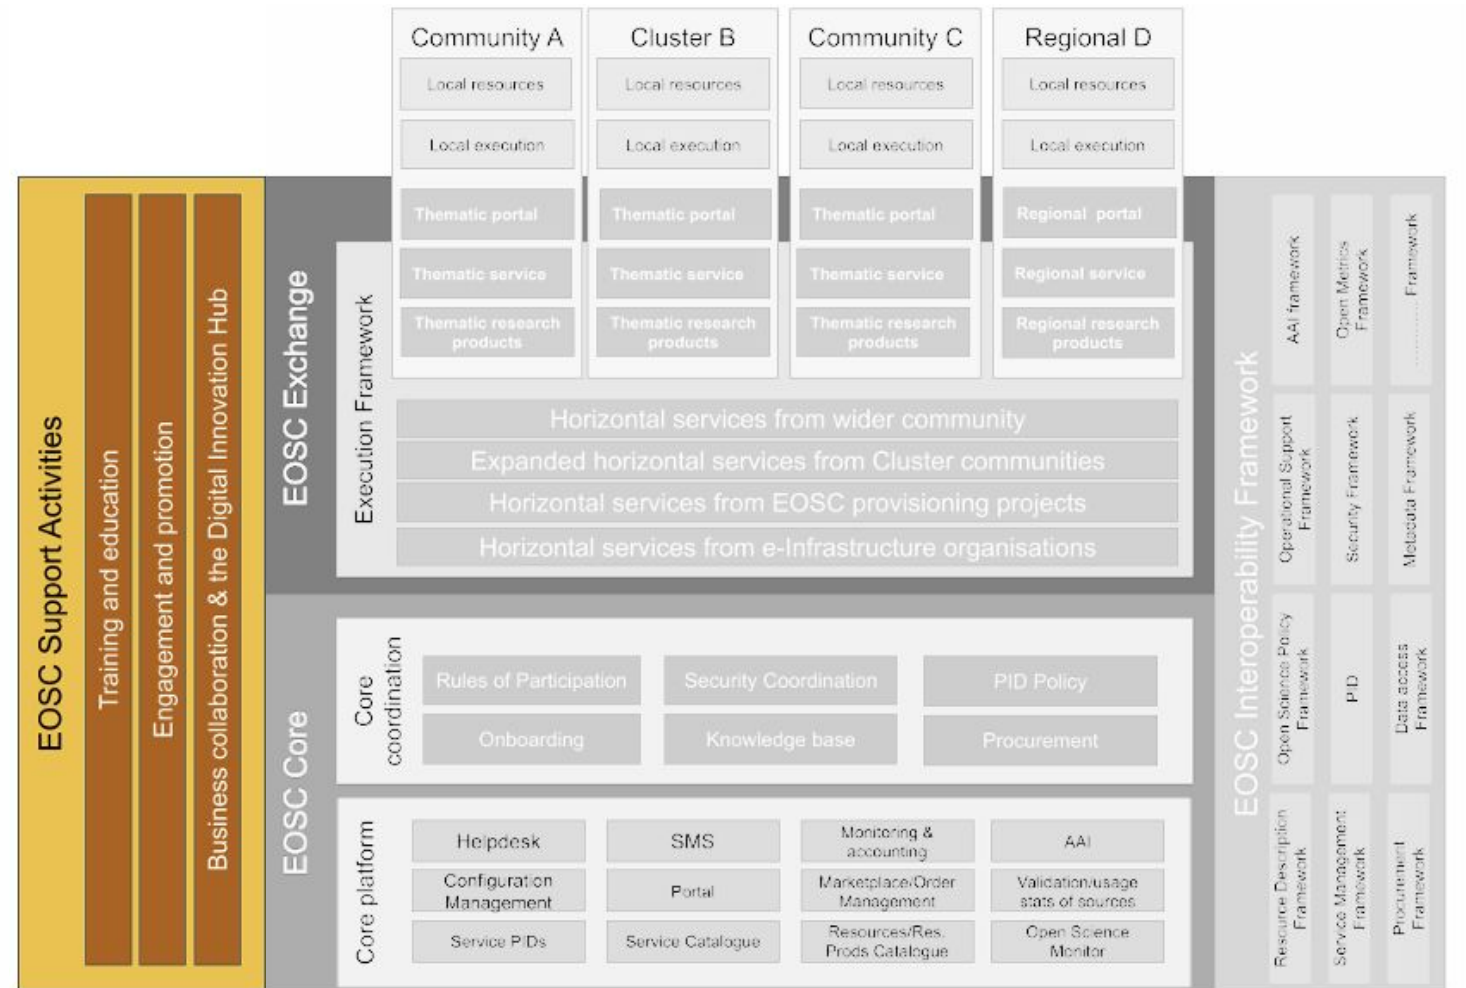 Community A
Local resources
Local execution
Thematic portal
Thematic service
Thematic research
products
Cluster B
Local resources
Local execution
Thematic portal
Thematic service
Thematic research
products
Community C
Local resources
Local execution
Thematic portal
Thematic service
Thematic research
products
Regional D
Local resources
Local execution
Regional portal
Regional service
Regional research
products
EOSC Support Activities
Training and education
Engagement and promotion
Business collaboration & the Digital Innovation Hub
EOSC Exchange
Execution Framework
Horizontal services from wider community
Expanded horizontal services from Cluster communities
Horizontal services from EOSC provisioning projects
Horizontal services from e-Infrastructure organisations
EOSC Core
Core
coordination
Rules of Participation
Security Coordination
PID Policy
Onboarding
Knowledge base
Procurement
Core platform
Helpdesk
SMS
Monitoring &
accounting
AAI
Configuration
Management
Portal
Marketplace/Order
Management
Validation/usage
stats of sources
Service PIDs
Service Catalogue
Resources/Res.
Prods Catalogue
Open Science
Monitor
EOSC Interoperability Framework
AAI framework
Open Metrics
Framework
............ Framework
Operational Support
Framework
Security Framework
Metadata Framework
Open Science Policy
Framework
PID
Data access
Framework
Resource Description
Framework
Service Management
Framework
Procurement
Framework